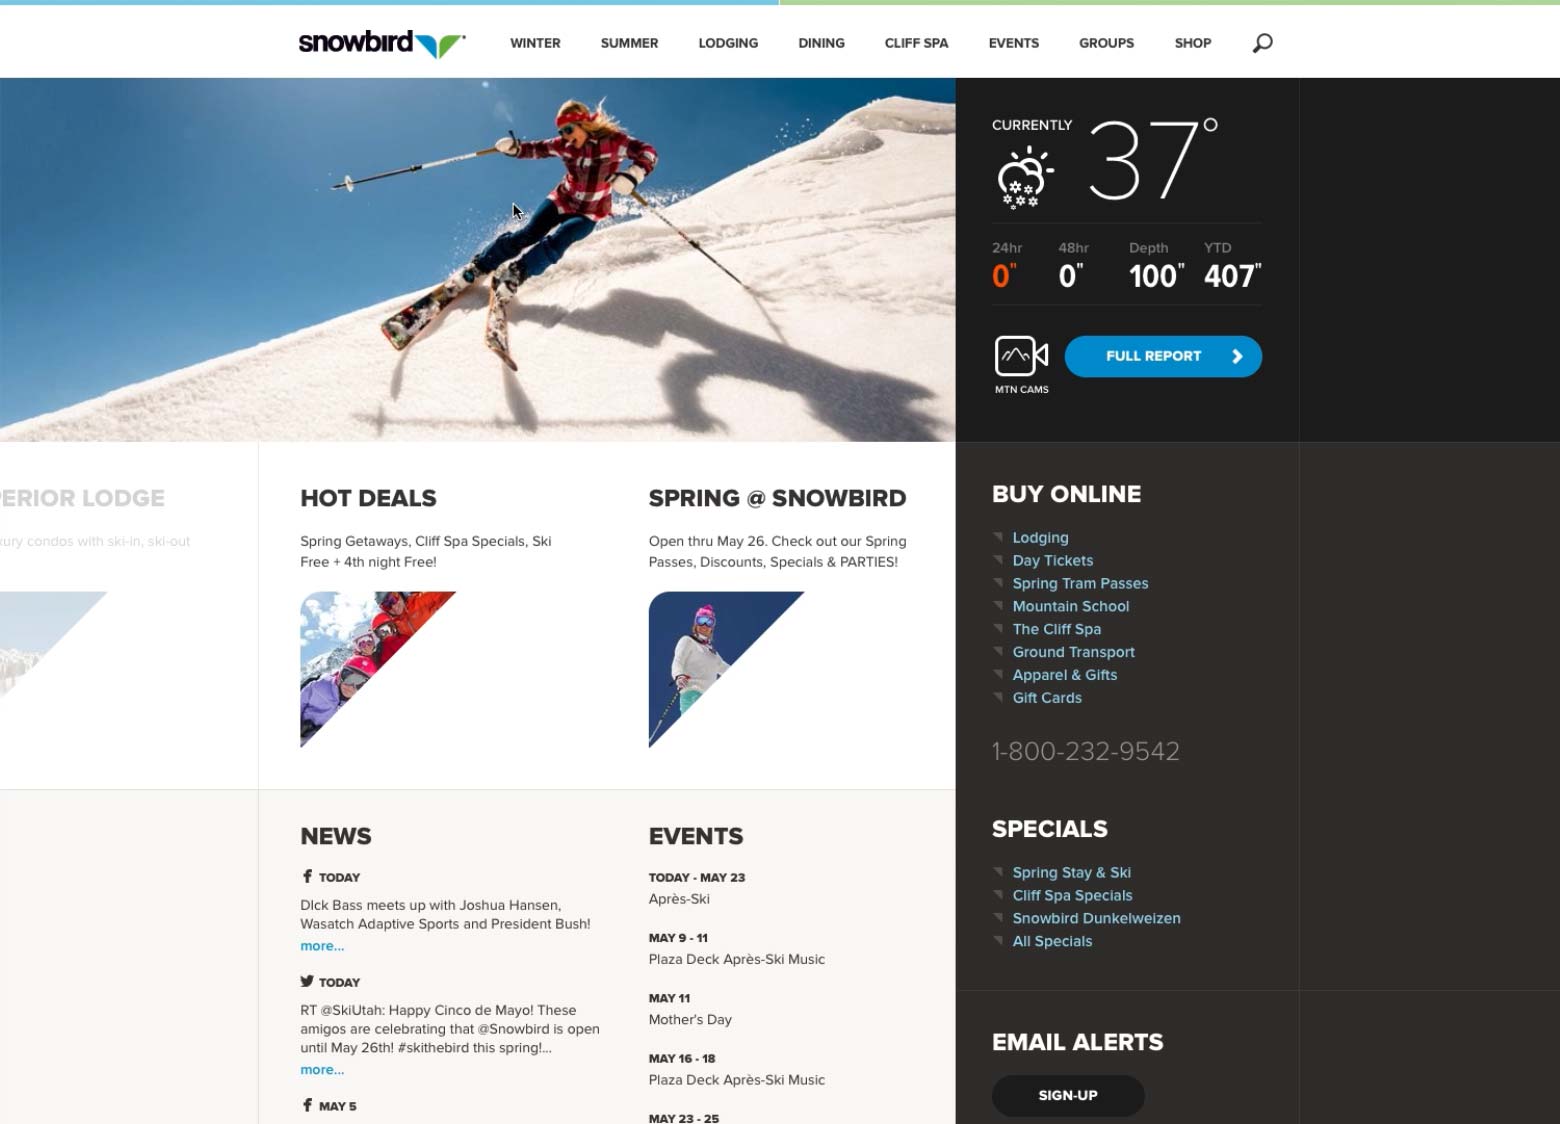 snowbird
WINTER
SUMMER
LODGING
DINING
CLIFF SPA
EVENTS
GROUPS
SHOP
CURRENTLY
37°
24hr
0"
48hr
0"
Depth
100"
YTD
407"
MTN CAMS
FULL REPORT
PERIOR LODGE
xury condos with ski-in, ski-out
HOT DEALS
Spring Getaways, Cliff Spa Specials, Ski
Free + 4th night Free!
SPRING @ SNOWBIRD
Open thru May 26. Check out our Spring
Passes, Discounts, Specials & PARTIES!
BUY ONLINE
Lodging
Day Tickets
Spring Tram Passes
Mountain School
The Cliff Spa
Ground Transport
Apparel & Gifts
Gift Cards
1-800-232-9542
SPECIALS
Spring Stay & Ski
Cliff Spa Specials
Snowbird Dunkelweizen
All Specials
EMAIL ALERTS
SIGN-UP
NEWS
TODAY
DIck Bass meets up with Joshua Hansen,
Wasatch Adaptive Sports and President Bush!
more...
TODAY
RT @SkiUtah: Happy Cinco de Mayo! These
amigos are celebrating that @Snowbird is open
until May 26th! #skithebird this spring!...
more...
MAY 5
EVENTS
TODAY - MAY 23
Après-Ski
MAY 9 - 11
Plaza Deck Après-Ski Music
MAY 11
Mother's Day
MAY 16 - 18
Plaza Deck Après-Ski Music
MAY 23 - 25